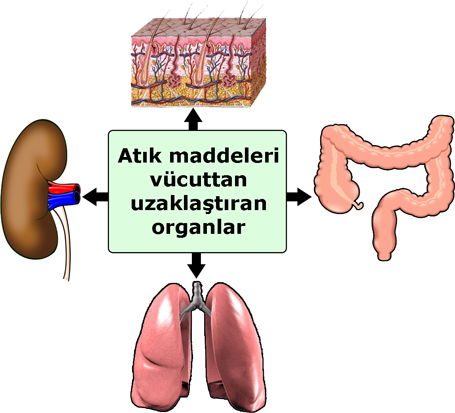 Atık maddeleri
vücuttan
uzaklaştıran
organlar